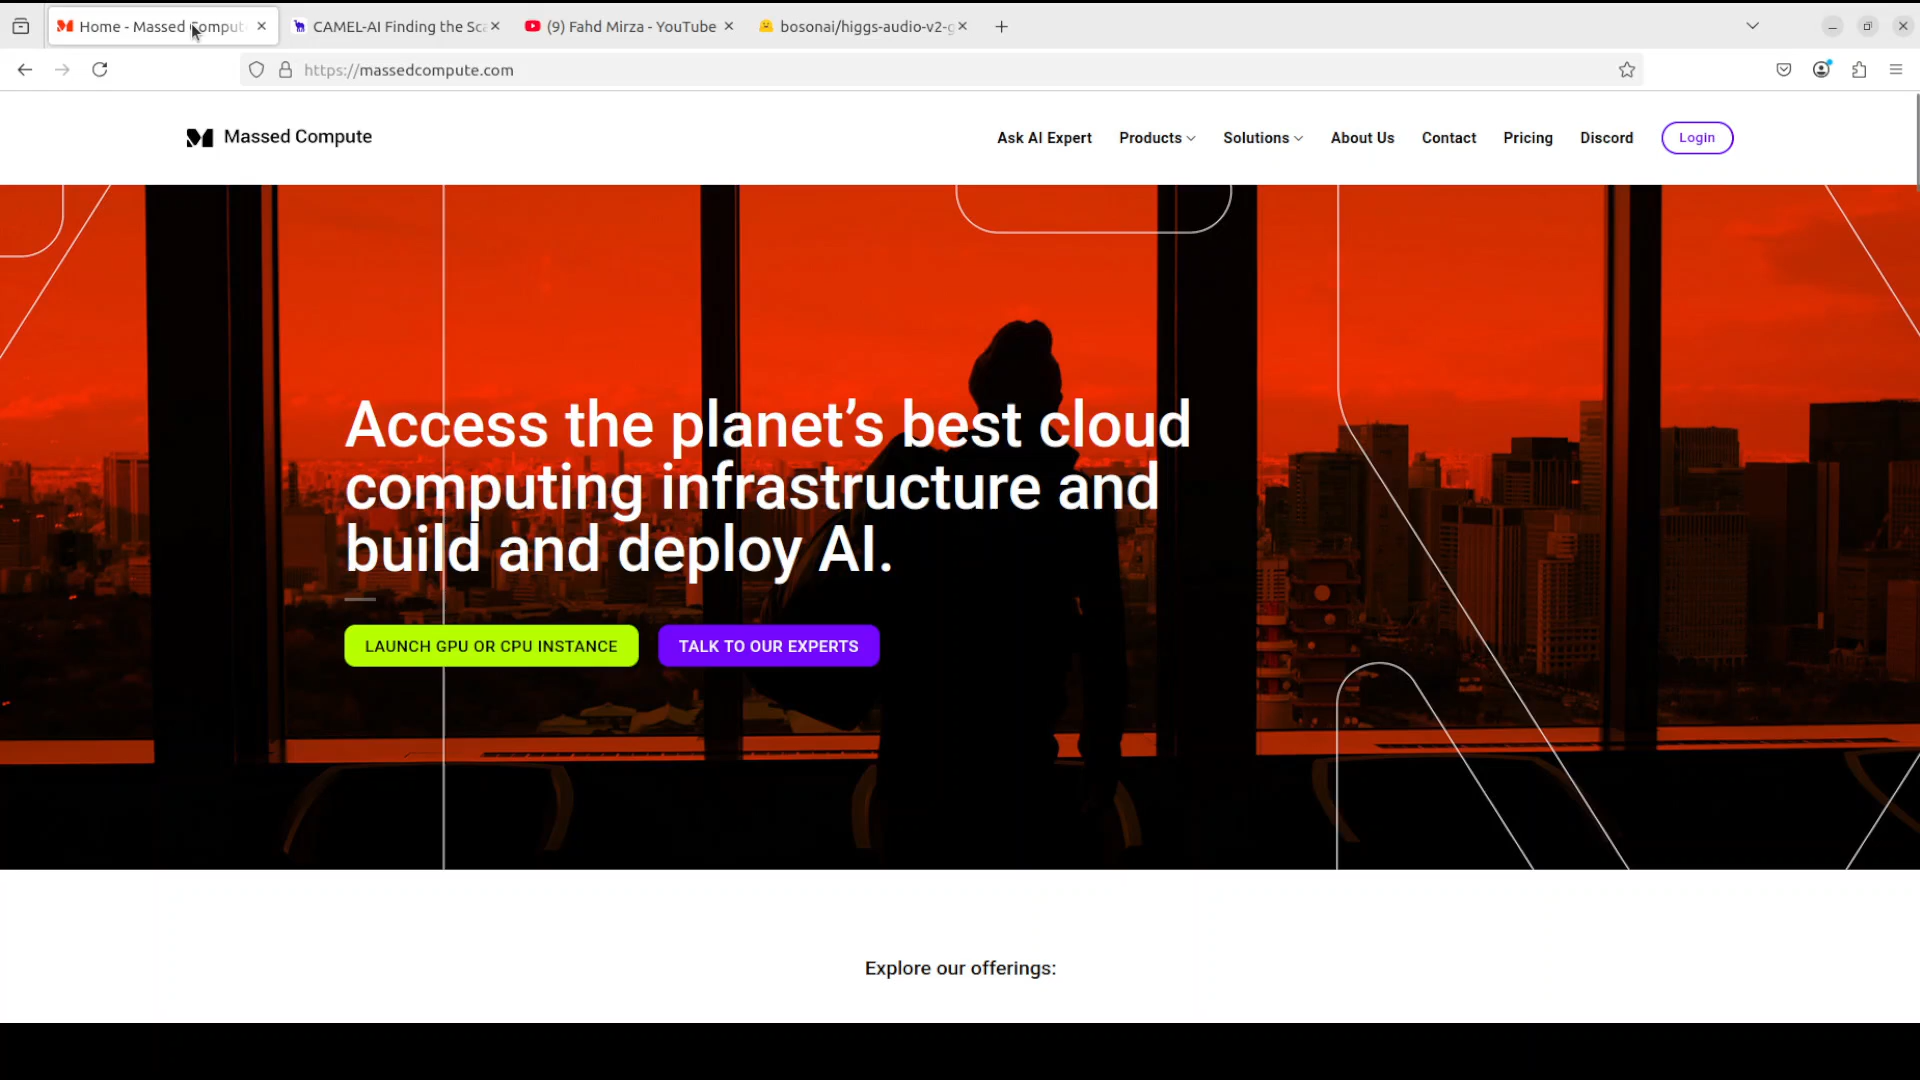 Home - Massed Comput
CAMEL-AI Finding the Sca
(9) Fahd Mirza - YouTube
bosonai/higgs-audio-v2-g
https://massedcompute.com
Massed Compute
Ask AI Expert
Products
Solutions
About Us
Contact
Pricing
Discord
Login
Access the planet’s best cloud
computing infrastructure and
build and deploy AI.
LAUNCH GPU OR CPU INSTANCE
TALK TO OUR EXPERTS
Explore our offerings: